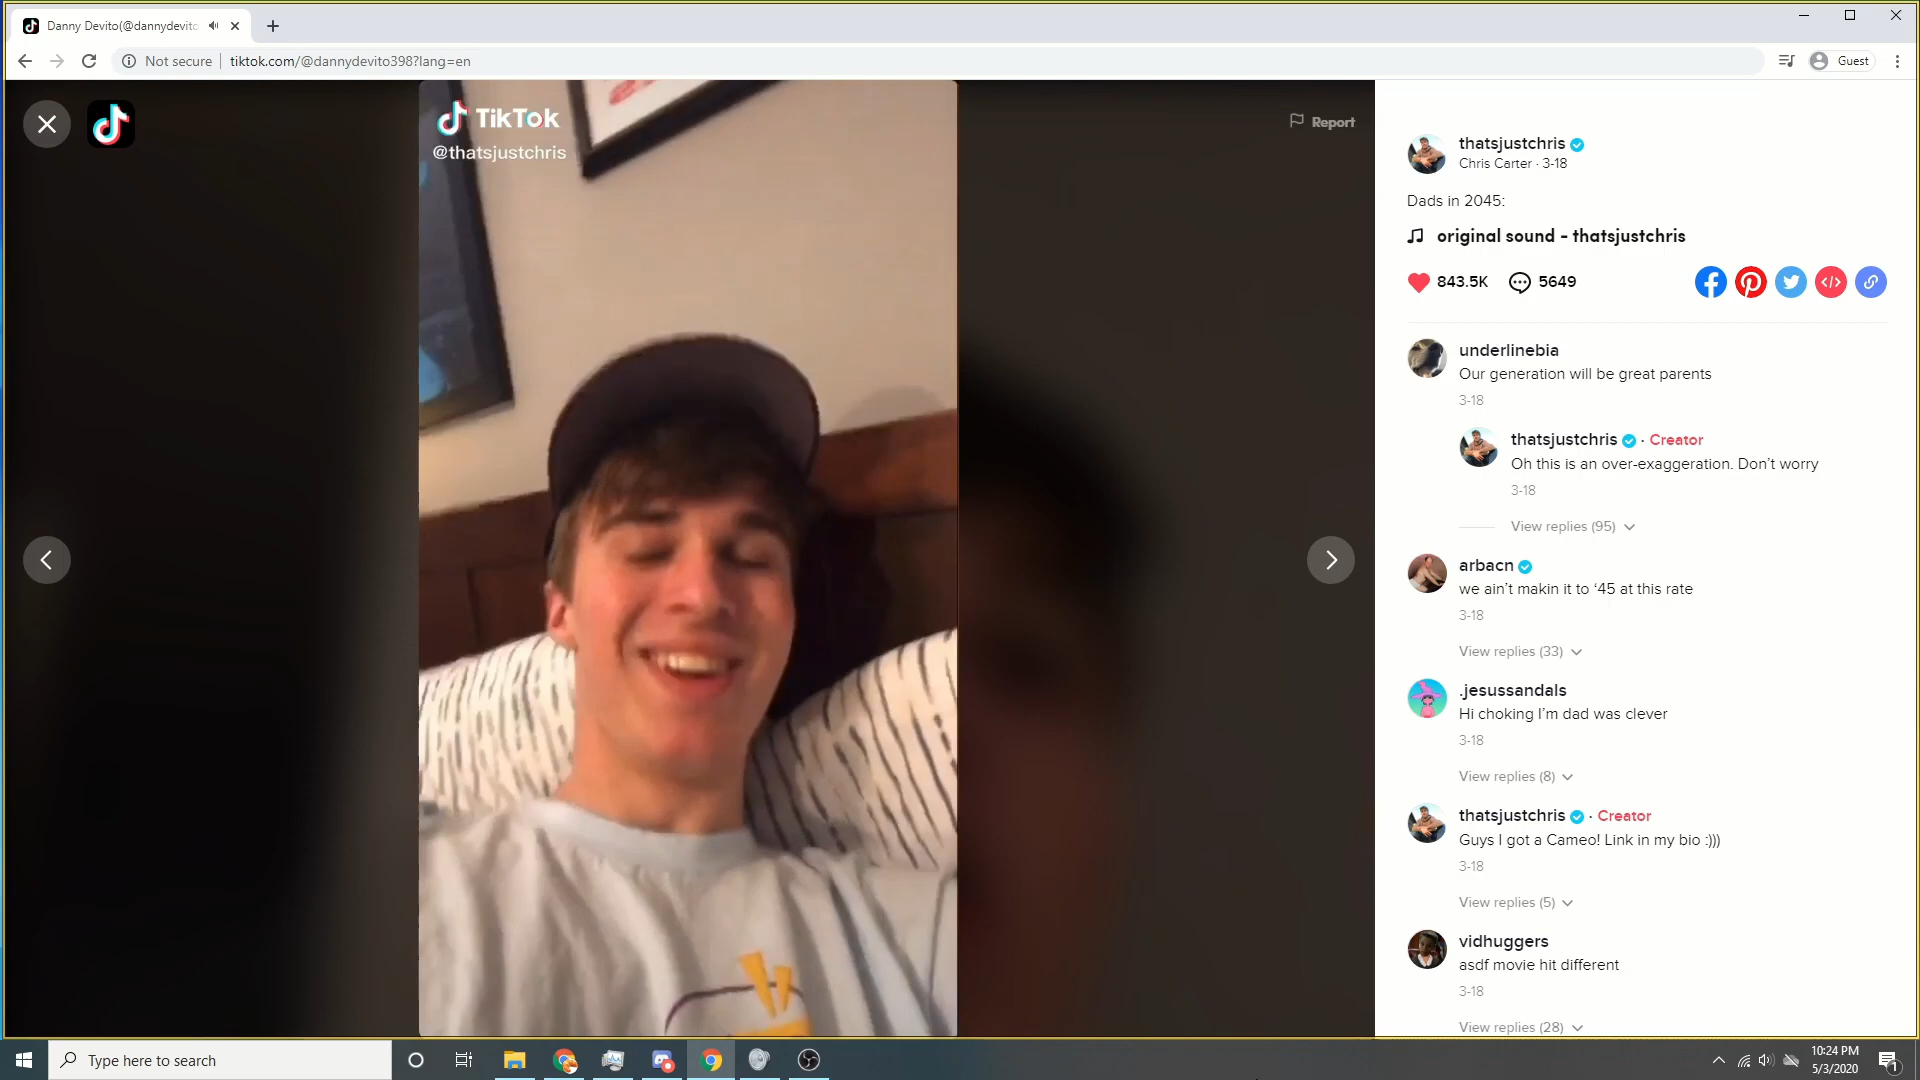 Danny Devito(@dannydevito
Not secure
tiktok.com/@dannydevito398?lang=en
Guest
TikTok
@thatsjustchris
Report
thatsjustchris
Chris Carter · 3-18
Dads in 2045:
original sound - thatsjustchris
843.5K
5649
underlinebia
Our generation will be great parents
3-18
thatsjustchris · Creator
Oh this is an over-exaggeration. Don’t worry
3-18
View replies (95)
arbacn
we ain’t makin it to ‘45 at this rate
3-18
View replies (33)
.jesussandals
Hi choking I’m dad was clever
3-18
View replies (8)
thatsjustchris · Creator
Guys I got a Cameo! Link in my bio :)))
3-18
View replies (5)
vidhuggers
asdf movie hit different
3-18
View replies (28)
Type here to search
10:24 PM
5/3/2020
1